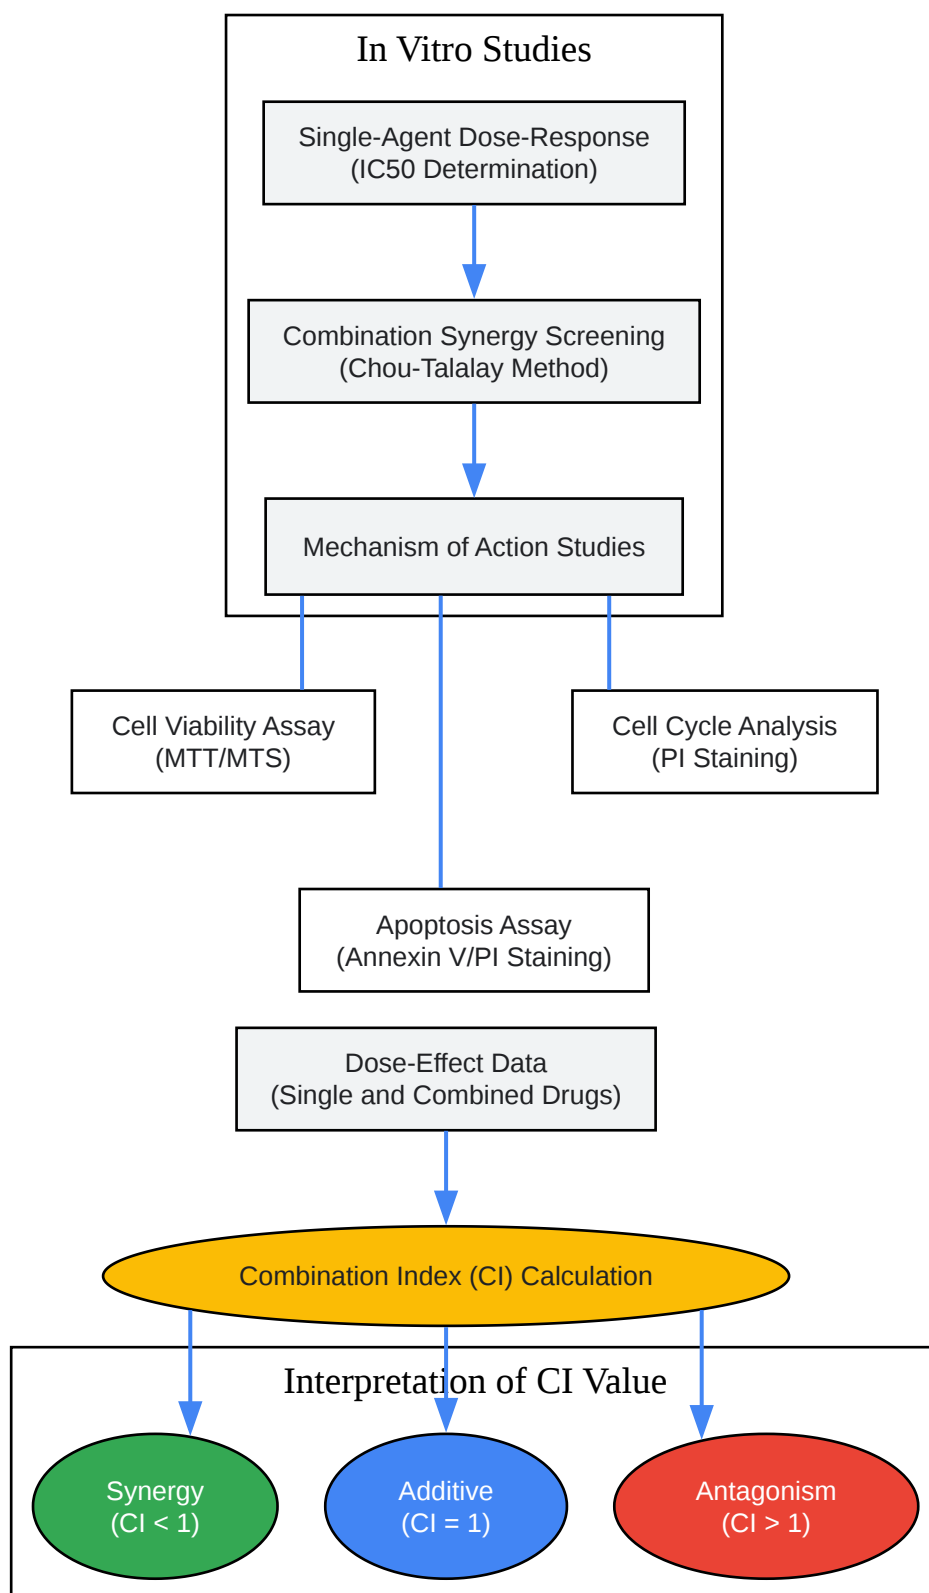 In Vitro Studies
Single-Agent Dose-Response
(IC50 Determination)
Combination Synergy Screening
(Chou-Talalay Method)
Mechanism of Action Studies
Cell Viability Assay
(MTT/MTS)
Cell Cycle Analysis
(PI Staining)
Apoptosis Assay
(Annexin V/PI Staining)
Dose-Effect Data
(Single and Combined Drugs)
Combination Index (CI) Calculation
Interpretation of CI Value
Synergy
(CI < 1)
Additive
(CI = 1)
Antagonism
(CI > 1)